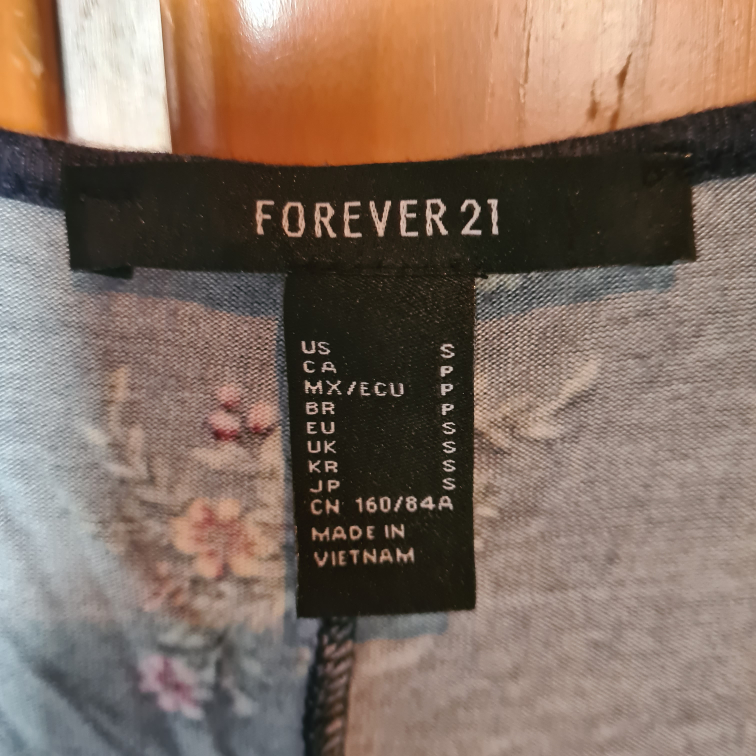 FOREVER 21
US S
CA P
MX/ECU P
BR P
EU S
UK S
KR S
JP S
CN 160/84A
MADE IN
VIETNAM